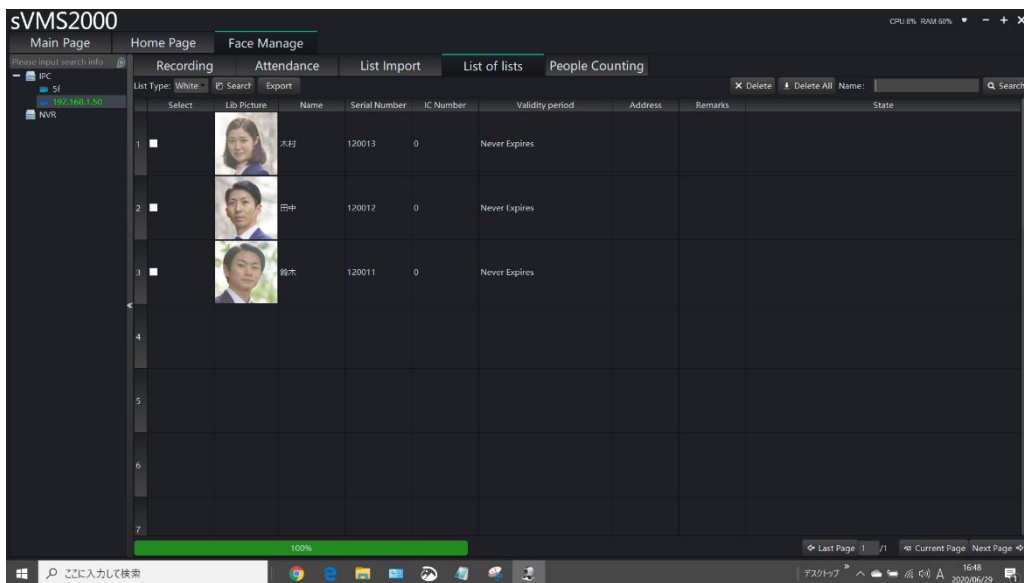 sVMS2000
CPU:8% RAM:60%
Main Page Home Page Face Manage
Please input search info
Recording Attendance List Import List of lists People Counting
IPC
5f
192.168.1.50
NVR
List Type: White Search Export
Delete Delete All Name: Search
Select Lib Picture Name Serial Number IC Number Validity period Address Remarks State
1 木村 120013 0 Never Expires
2 田中 120012 0 Never Expires
3 鈴木 120011 0 Never Expires
4
5
6
7
100%
Last Page 1 /1 Current Page Next Page
ここに入力して検索
デスクトップ
A
16:48
2020/06/29